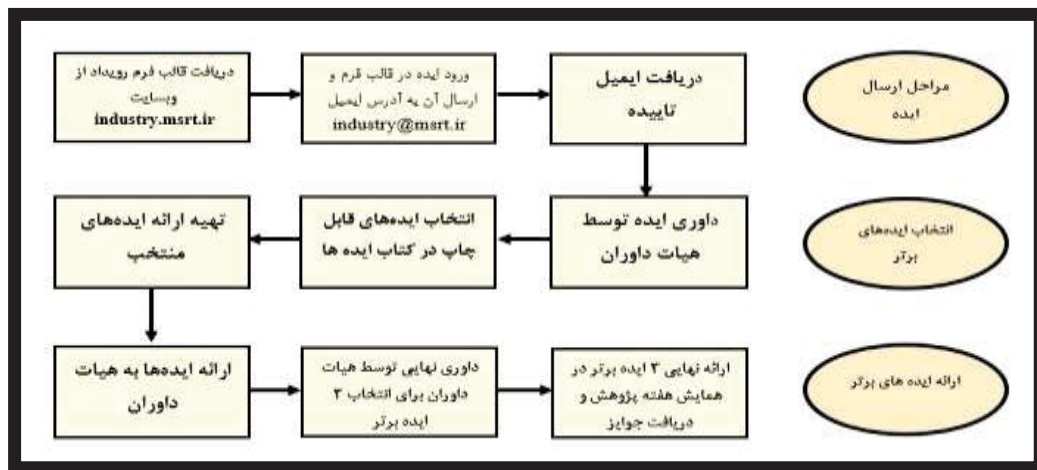 دریافت قالب فرم رویداد از
وبسایت
industry.msrt.ir
ورود ایده در قالب فرم و
ارسال آن به آدرس ایمیل
industry@msrt.ir
دریافت ایمیل
تاییده
مراحل ارسال
ایده
داوری ایده توسط
هیات داوران
انتخاب ایده‌های قابل
چاپ در کتاب ایده ها
تهیه ارائه ایده‌های
منتخب
انتخاب ایده‌های
برتر
ارائه ایده‌ها به هیات
داوران
داوری نهایی توسط هیات
داوران برای انتخاب ۳
ایده برتر
ارائه نهایی ۳ ایده برتر در
همایش هفته پژوهش و
دریافت جوایز
ارائه ایده های برتر